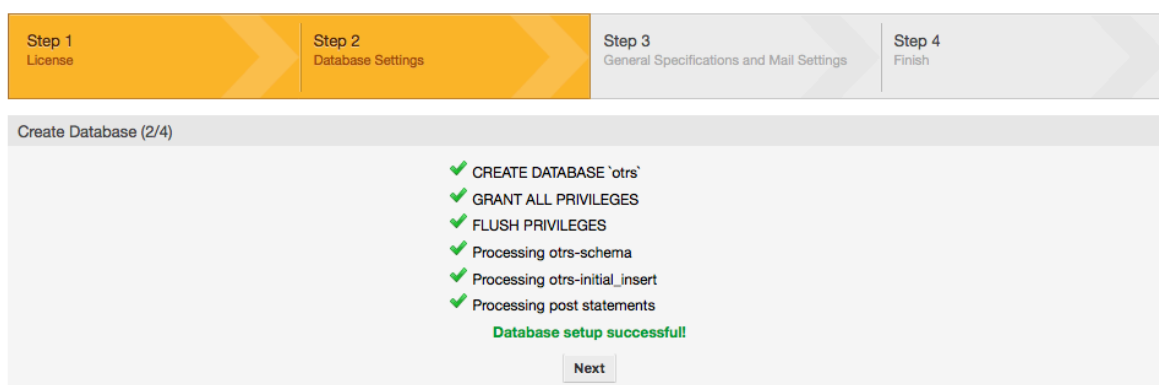 Step 1
License
Step 2
Database Settings
Step 3
General Specifications and Mail Settings
Step 4
Finish
Create Database (2/4)
CREATE DATABASE `otrs`
GRANT ALL PRIVILEGES
FLUSH PRIVILEGES
Processing otrs-schema
Processing otrs-initial_insert
Processing post statements
Database setup successful!
Next